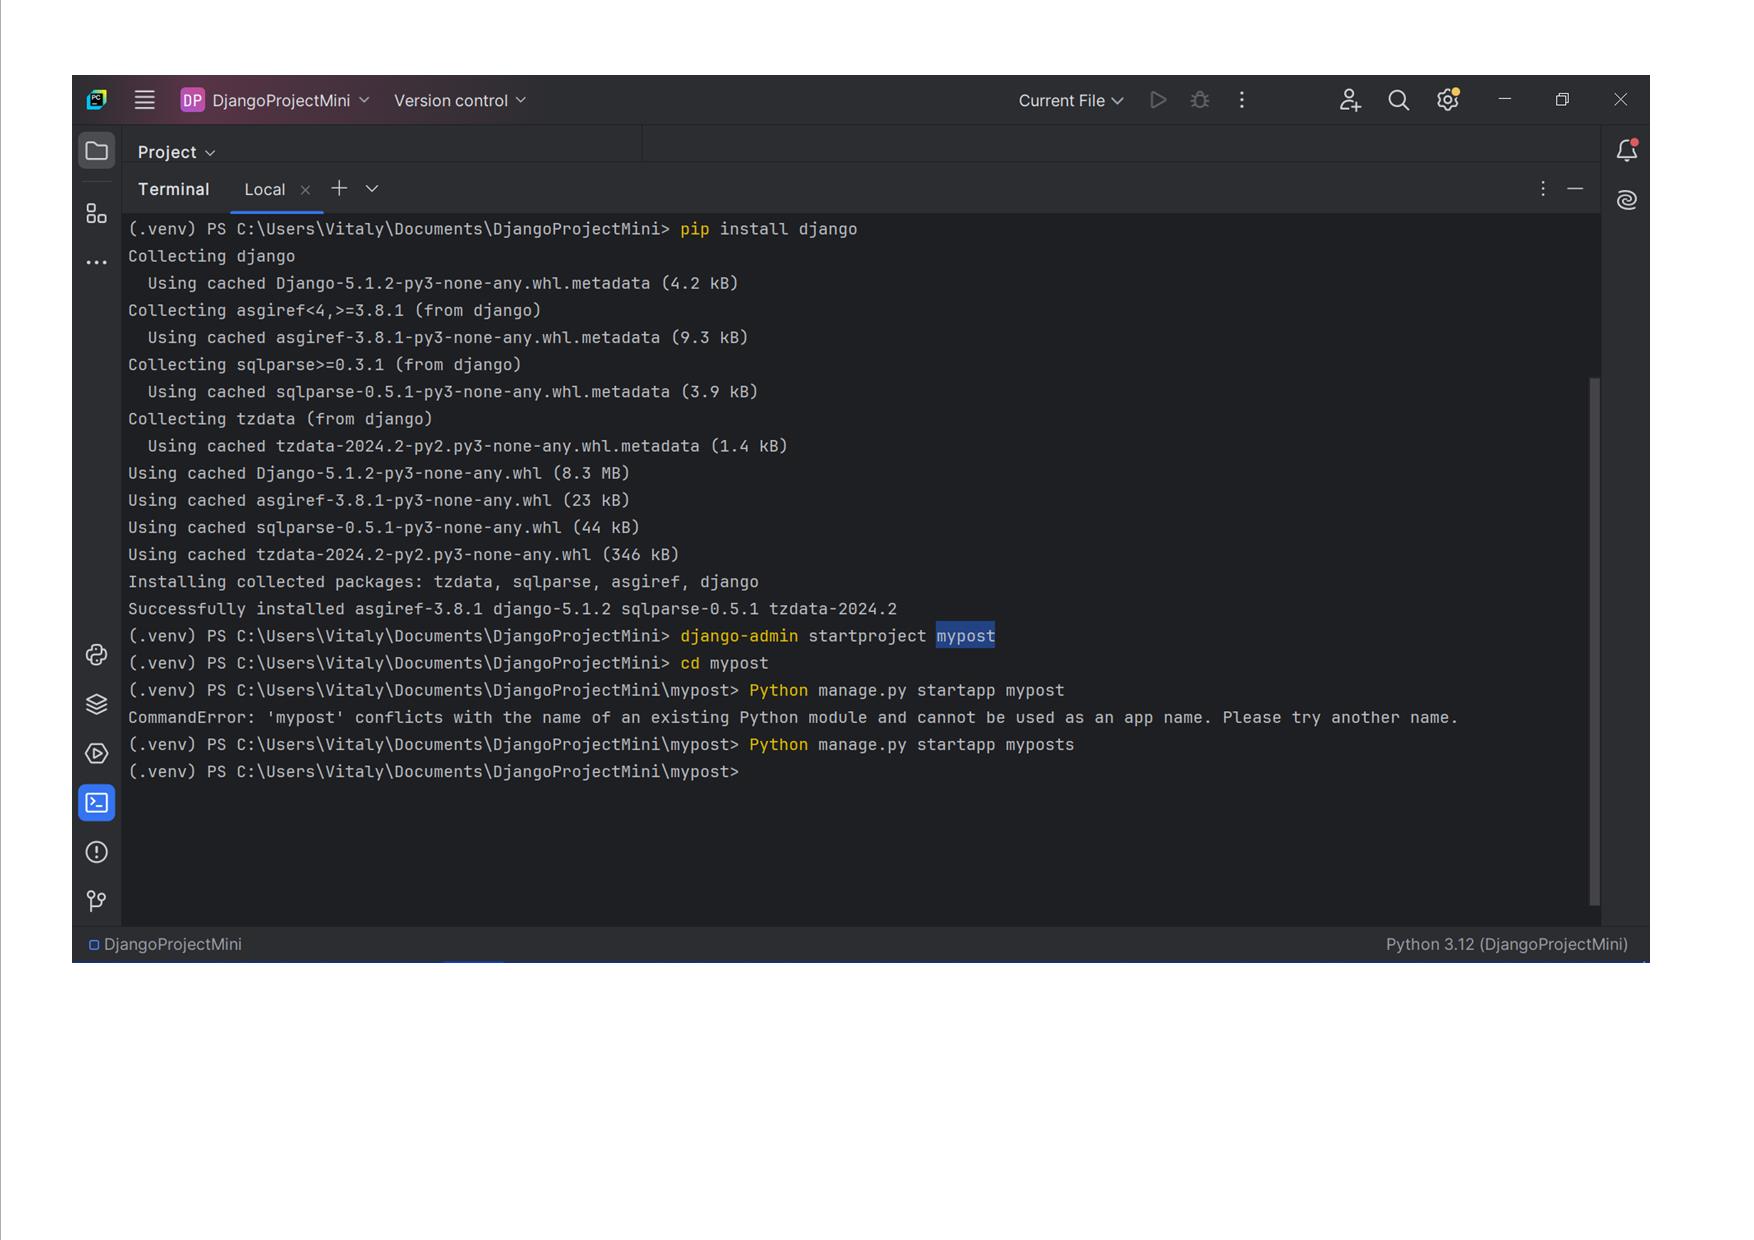 PC
DP DjangoProjectMini Version control Current File
Project
Terminal Local
(.venv) PS C:\Users\Vitaly\Documents\DjangoProjectMini> pip install django
Collecting django
  Using cached Django-5.1.2-py3-none-any.whl.metadata (4.2 kB)
Collecting asgiref<4,>=3.8.1 (from django)
  Using cached asgiref-3.8.1-py3-none-any.whl.metadata (9.3 kB)
Collecting sqlparse>=0.3.1 (from django)
  Using cached sqlparse-0.5.1-py3-none-any.whl.metadata (3.9 kB)
Collecting tzdata (from django)
  Using cached tzdata-2024.2-py2.py3-none-any.whl.metadata (1.4 kB)
Using cached Django-5.1.2-py3-none-any.whl (8.3 MB)
Using cached asgiref-3.8.1-py3-none-any.whl (23 kB)
Using cached sqlparse-0.5.1-py3-none-any.whl (44 kB)
Using cached tzdata-2024.2-py2.py3-none-any.whl (346 kB)
Installing collected packages: tzdata, sqlparse, asgiref, django
Successfully installed asgiref-3.8.1 django-5.1.2 sqlparse-0.5.1 tzdata-2024.2
(.venv) PS C:\Users\Vitaly\Documents\DjangoProjectMini> django-admin startproject mypost
(.venv) PS C:\Users\Vitaly\Documents\DjangoProjectMini> cd mypost
(.venv) PS C:\Users\Vitaly\Documents\DjangoProjectMini\mypost> Python manage.py startapp mypost
CommandError: 'mypost' conflicts with the name of an existing Python module and cannot be used as an app name. Please try another name.
(.venv) PS C:\Users\Vitaly\Documents\DjangoProjectMini\mypost> Python manage.py startapp myposts
(.venv) PS C:\Users\Vitaly\Documents\DjangoProjectMini\mypost>
DjangoProjectMini Python 3.12 (DjangoProjectMini)